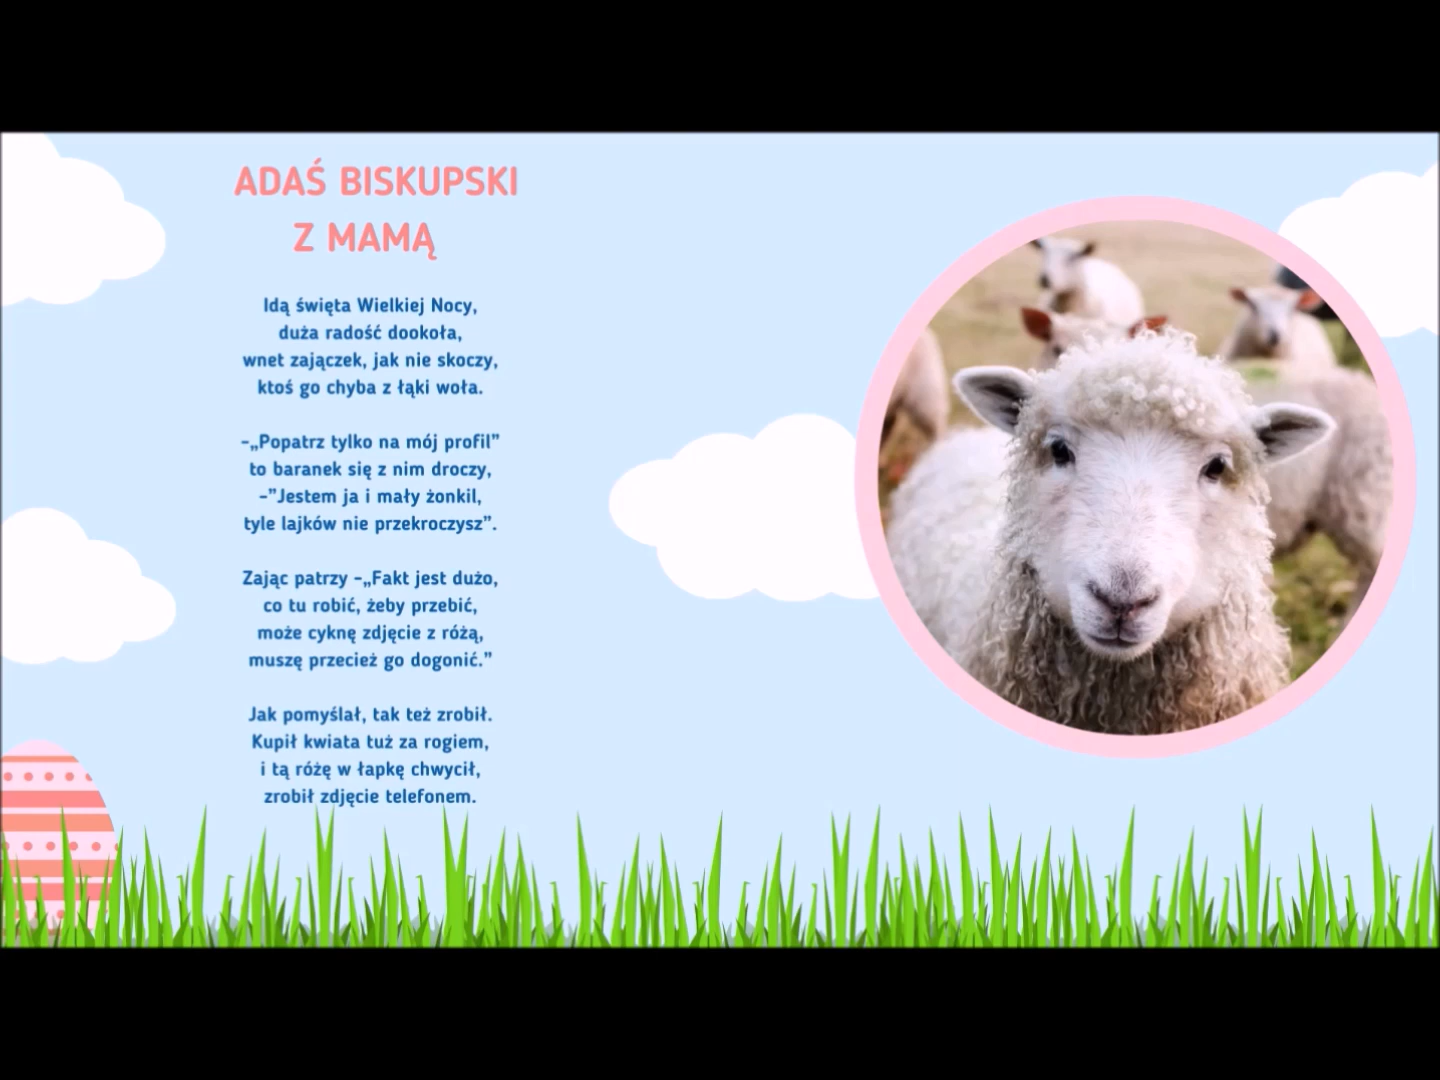 ADAŚ BISKUPSKI
Z MAMĄ
Idą święta Wielkiej Nocy,
duża radość dookoła,
wnet zajączek, jak nie skoczy,
ktoś go chyba z łąki woła.
-„Popatrz tylko na mój profil”
to baranek się z nim droczy,
-”Jestem ja i mały żonkil,
tyle lajków nie przekroczysz”.
Zając patrzy -„Fakt jest dużo,
co tu robić, żeby przebić,
może cyknę zdjęcie z różą,
muszę przecież go dogonić.”
Jak pomyślał, tak też zrobił.
Kupił kwiata tuż za rogiem,
i tą różę w łapkę chwycił,
zrobił zdjęcie telefonem.